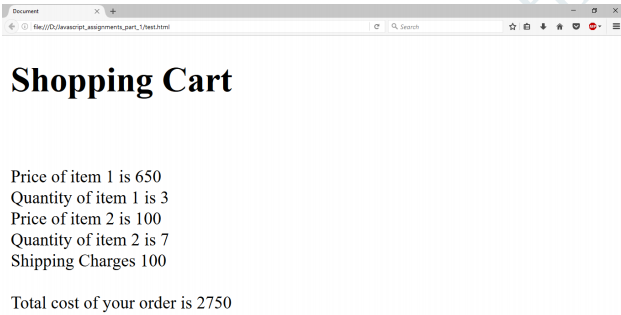 Document
file:///D:/Javascript_assignments_part_1/test.html
Search
Shopping Cart
Price of item 1 is 650
Quantity of item 1 is 3
Price of item 2 is 100
Quantity of item 2 is 7
Shipping Charges 100
Total cost of your order is 2750